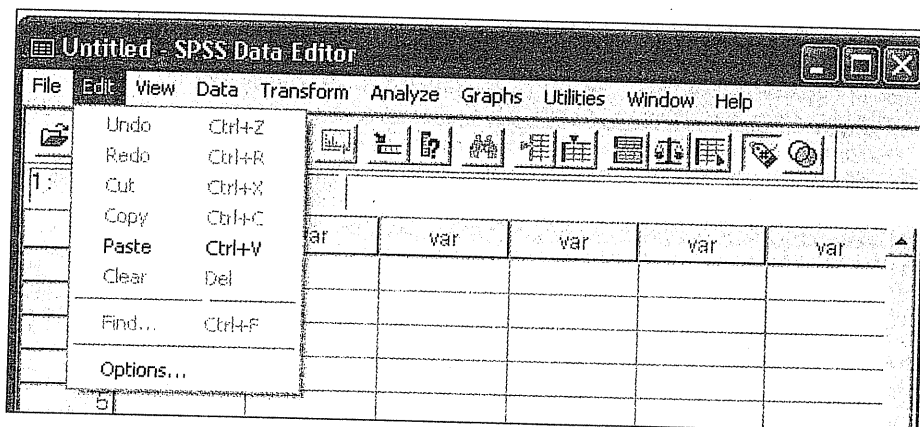 Untitled - SPSS Data Editor
File Edit View Data Transform Analyze Graphs Utilities Window Help
Undo Ctrl+Z
Redo Ctrl+R
Cut Ctrl+X
1:
Copy Ctrl+C
ar var var var var
Paste Ctrl+V
Clear Del
Find... Ctrl+F
Options...
5